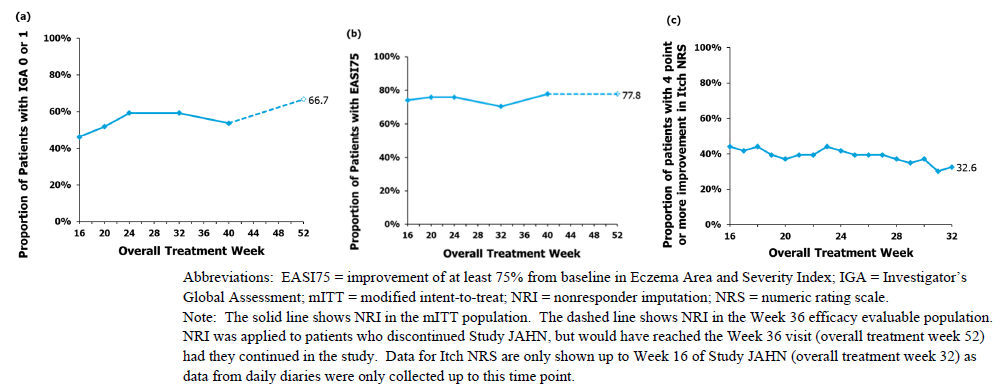 (a)
Proportion of Patients with IGA 0 or 1
100%
80%
60%
40%
20%
0%
66.7
16 20 24 28 32 36 40 44 48 52
Overall Treatment Week
(b)
Proportion of Patients with EASI75
100%
80%
60%
40%
20%
0%
77.8
16 20 24 28 32 36 40 44 48 52
Overall Treatment Week
(c)
Proportion of patients with 4 point
or more improvement in Itch NRS
100%
80%
60%
40%
20%
0%
32.6
16 20 24 28 32
Overall Treatment Week
Abbreviations: EASI75 = improvement of at least 75% from baseline in Eczema Area and Severity Index; IGA = Investigator's
Global Assessment; mITT = modified intent-to-treat; NRI = nonresponder imputation; NRS = numeric rating scale.
Note: The solid line shows NRI in the mITT population. The dashed line shows NRI in the Week 36 efficacy evaluable population.
NRI was applied to patients who discontinued Study JAHN, but would have reached the Week 36 visit (overall treatment week 52)
had they continued in the study. Data for Itch NRS are only shown up to Week 16 of Study JAHN (overall treatment week 32) as
data from daily diaries were only collected up to this time point.